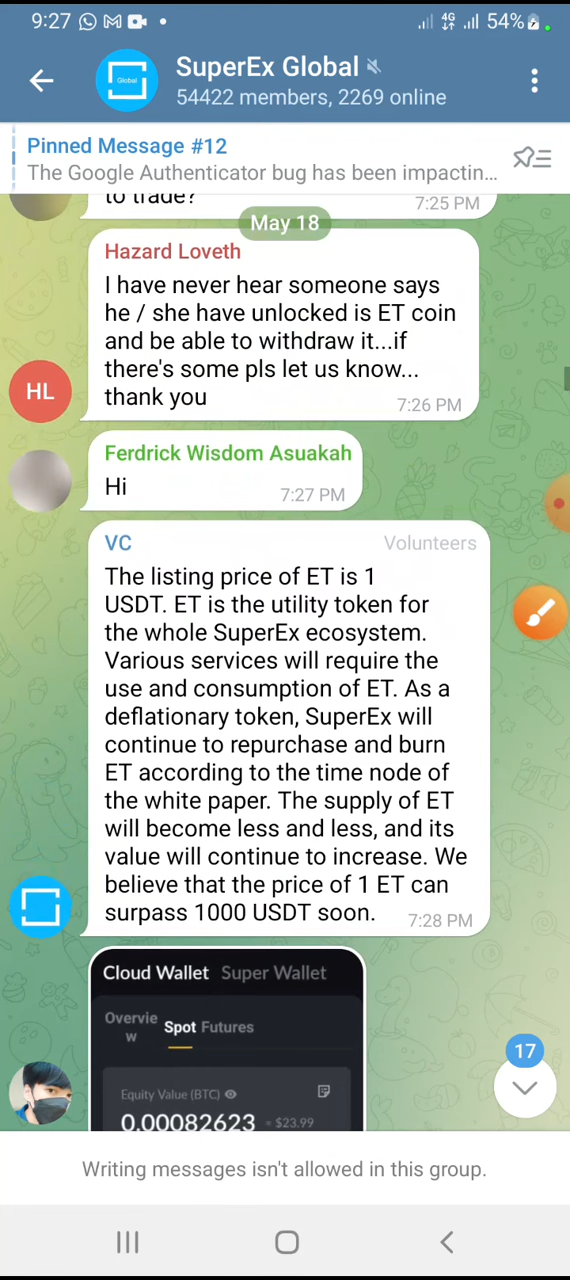 9:27 4G 54%
SuperEx Global
54422 members, 2269 online
Global
Pinned Message #12
The Google Authenticator bug has been impactin...
to trade?
7:25 PM
May 18
Hazard Loveth
I have never hear someone says
he / she have unlocked is ET coin
and be able to withdraw it...if
there's some pls let us know...
thank you
7:26 PM
HL
Ferdrick Wisdom Asuakah
Hi
7:27 PM
VC Volunteers
The listing price of ET is 1
USDT. ET is the utility token for
the whole SuperEx ecosystem.
Various services will require the
use and consumption of ET. As a
deflationary token, SuperEx will
continue to repurchase and burn
ET according to the time node of
the white paper. The supply of ET
will become less and less, and its
value will continue to increase. We
believe that the price of 1 ET can
surpass 1000 USDT soon.
7:28 PM
Cloud Wallet Super Wallet
Overvie
w Spot Futures
Equity Value (BTC)
0.00082623 ≈ $23.99
17
Writing messages isn't allowed in this group.